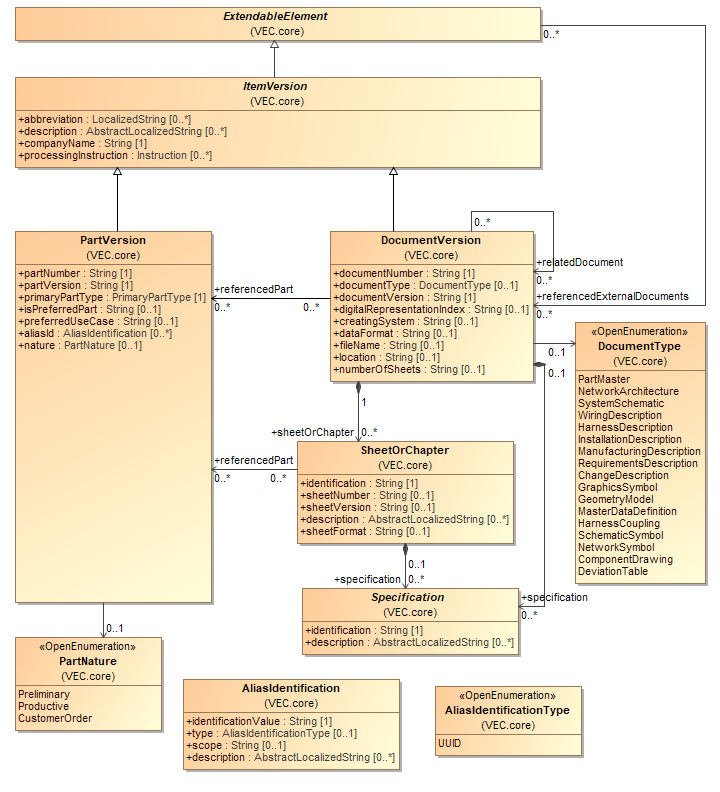 ExtendableElement
(VEC.core)
0..*
ItemVersion
(VEC.core)
+abbreviation : LocalizedString [0..*]
+description : AbstractLocalizedString [0..*]
+companyName : String [1]
+processingInstruction : Instruction [0..*]
PartVersion
(VEC.core)
+partNumber : String [1]
+partVersion : String [1]
+primaryPartType : PrimaryPartType [1]
+isPreferredPart : String [0..1]
+preferredUseCase : String [0..1]
+aliasId : AliasIdentification [0..*]
+nature : PartNature [0..1]
+referencedPart
0..*
0..*
DocumentVersion
(VEC.core)
+documentNumber : String [1]
+documentType : DocumentType [0..1]
+documentVersion : String [1]
+digitalRepresentationIndex : String [0..1]
+creatingSystem : String [0..1]
+dataFormat : String [0..1]
+fileName : String [0..1]
+location : String [0..1]
+numberOfSheets : String [0..1]
0..*
+relatedDocument
0..*
+referencedExternalDocuments
0..*
0..1
0..1
«OpenEnumeration»
DocumentType
(VEC.core)
PartMaster
NetworkArchitecture
SystemSchematic
WiringDescription
HarnessDescription
InstallationDescription
ManufacturingDescription
RequirementsDescription
ChangeDescription
GraphicsSymbol
GeometryModel
MasterDataDefinition
HarnessCoupling
SchematicSymbol
NetworkSymbol
ComponentDrawing
DeviationTable
1
+sheetOrChapter
0..*
+referencedPart
0..*
0..*
SheetOrChapter
(VEC.core)
+identification : String [1]
+sheetNumber : String [0..1]
+sheetVersion : String [0..1]
+description : AbstractLocalizedString [0..*]
+sheetFormat : String [0..1]
0..1
+specification
0..*
+specification
0..*
Specification
(VEC.core)
+identification : String [1]
+description : AbstractLocalizedString [0..*]
0..1
«OpenEnumeration»
PartNature
(VEC.core)
Preliminary
Productive
CustomerOrder
AliasIdentification
(VEC.core)
+identificationValue : String [1]
+type : AliasIdentificationType [0..1]
+scope : String [0..1]
+description : AbstractLocalizedString [0..*]
«OpenEnumeration»
AliasIdentificationType
(VEC.core)
UUID